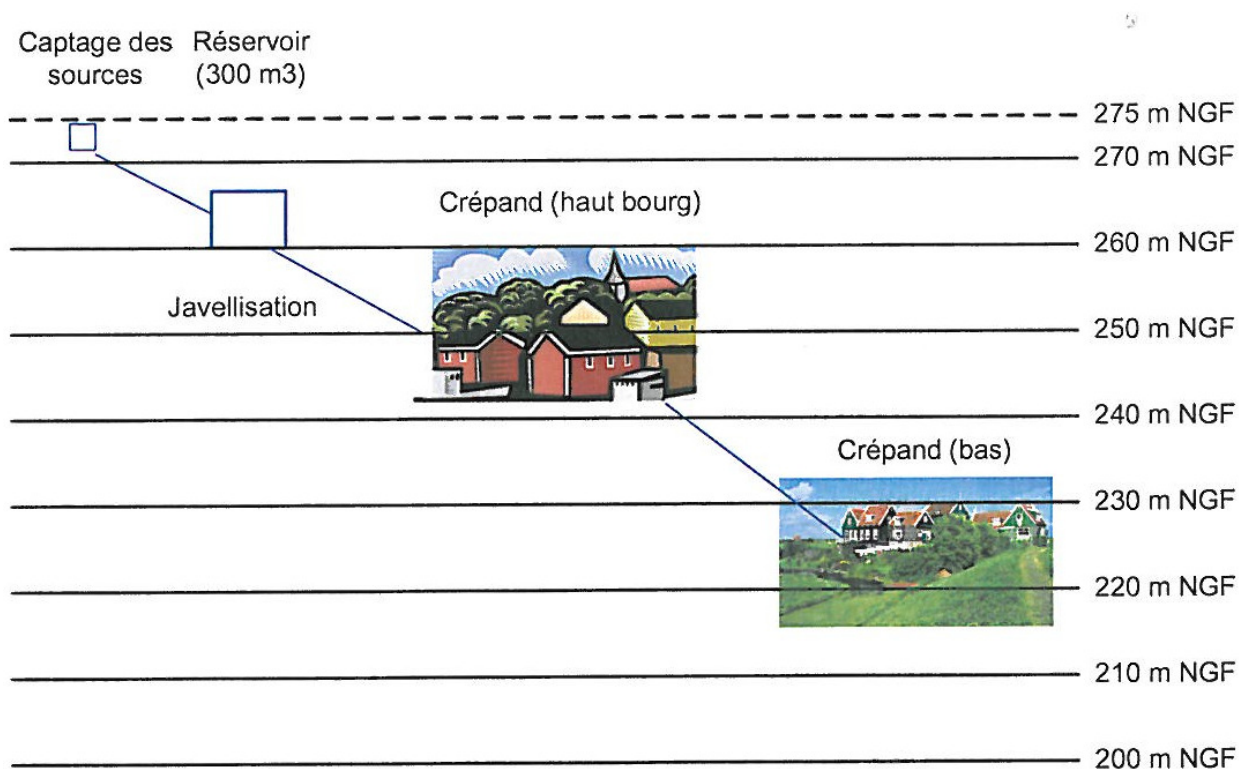 Captage des sources
Réservoir (300 m3)
275 m NGF
270 m NGF
Crépand (haut bourg)
260 m NGF
Javellisation
250 m NGF
240 m NGF
Crépand (bas)
230 m NGF
220 m NGF
210 m NGF
200 m NGF